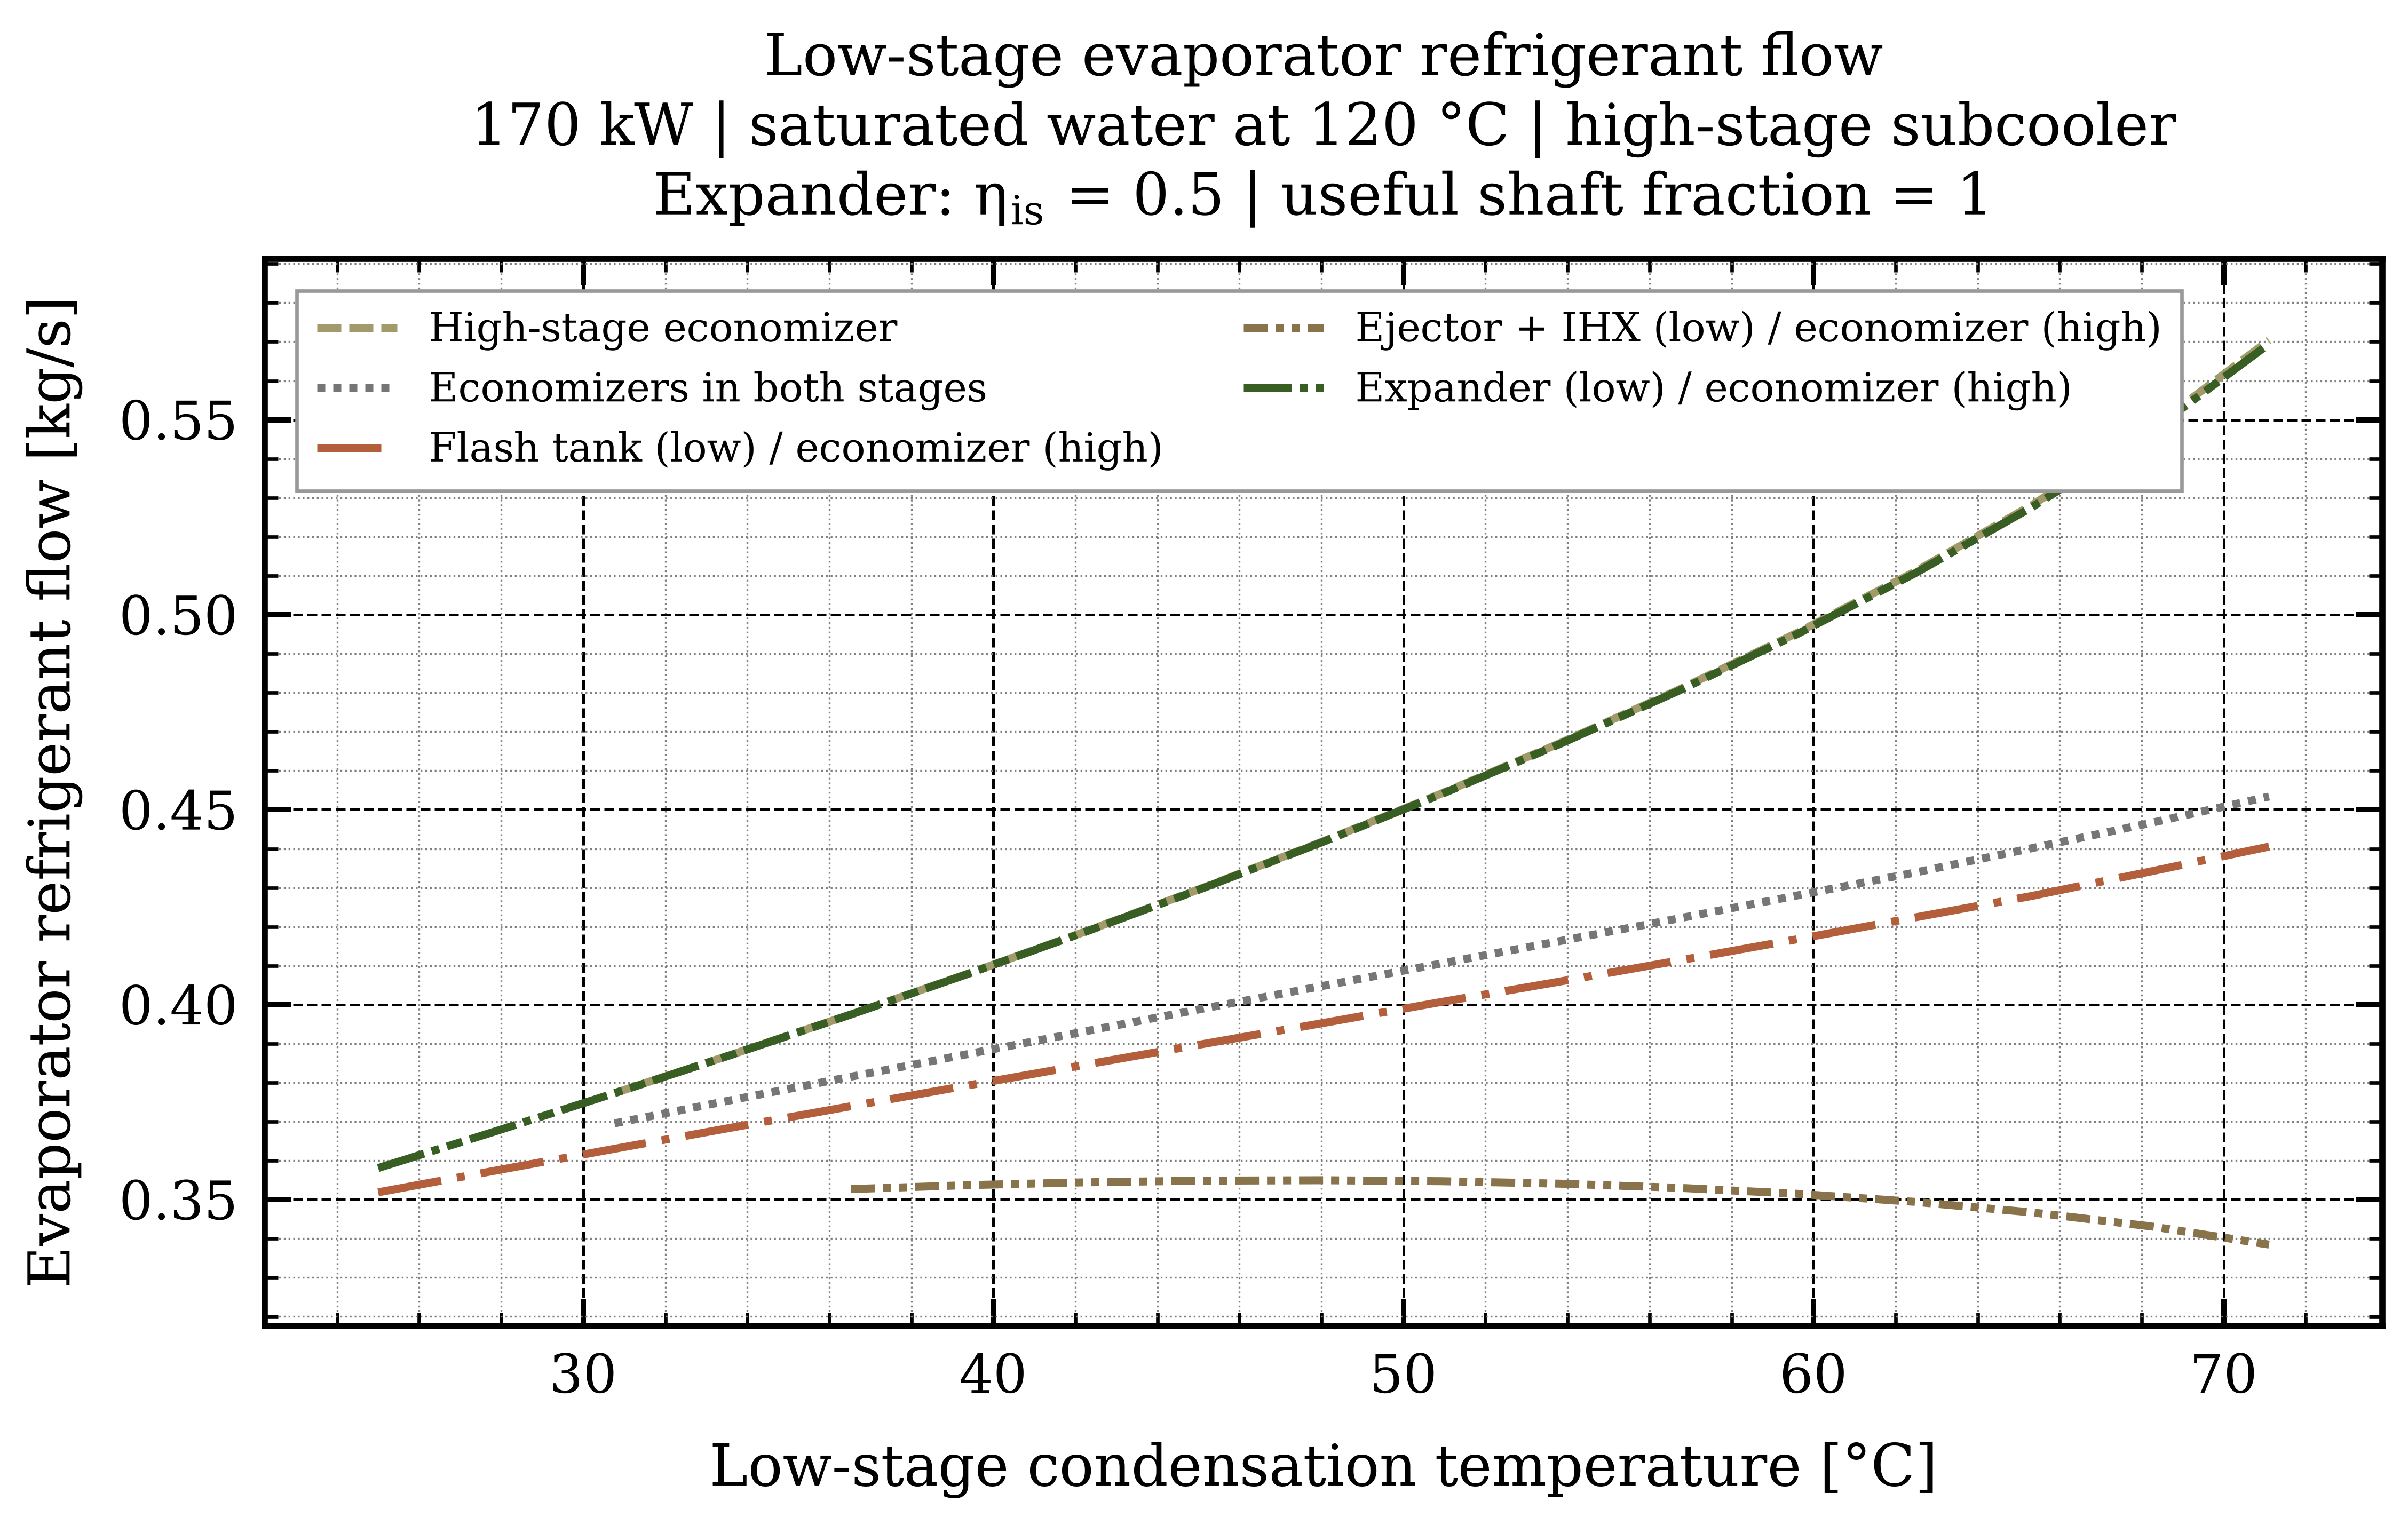 Low-stage evaporator refrigerant flow
170 kW | saturated water at 120 °C | high-stage subcooler
Expander: ηis = 0.5 | useful shaft fraction = 1
High-stage economizer
Economizers in both stages
Flash tank (low) / economizer (high)
Ejector + IHX (low) / economizer (high)
Expander (low) / economizer (high)
Evaporator refrigerant flow [kg/s]
0.55
0.50
0.45
0.40
0.35
30 40 50 60 70
Low-stage condensation temperature [°C]